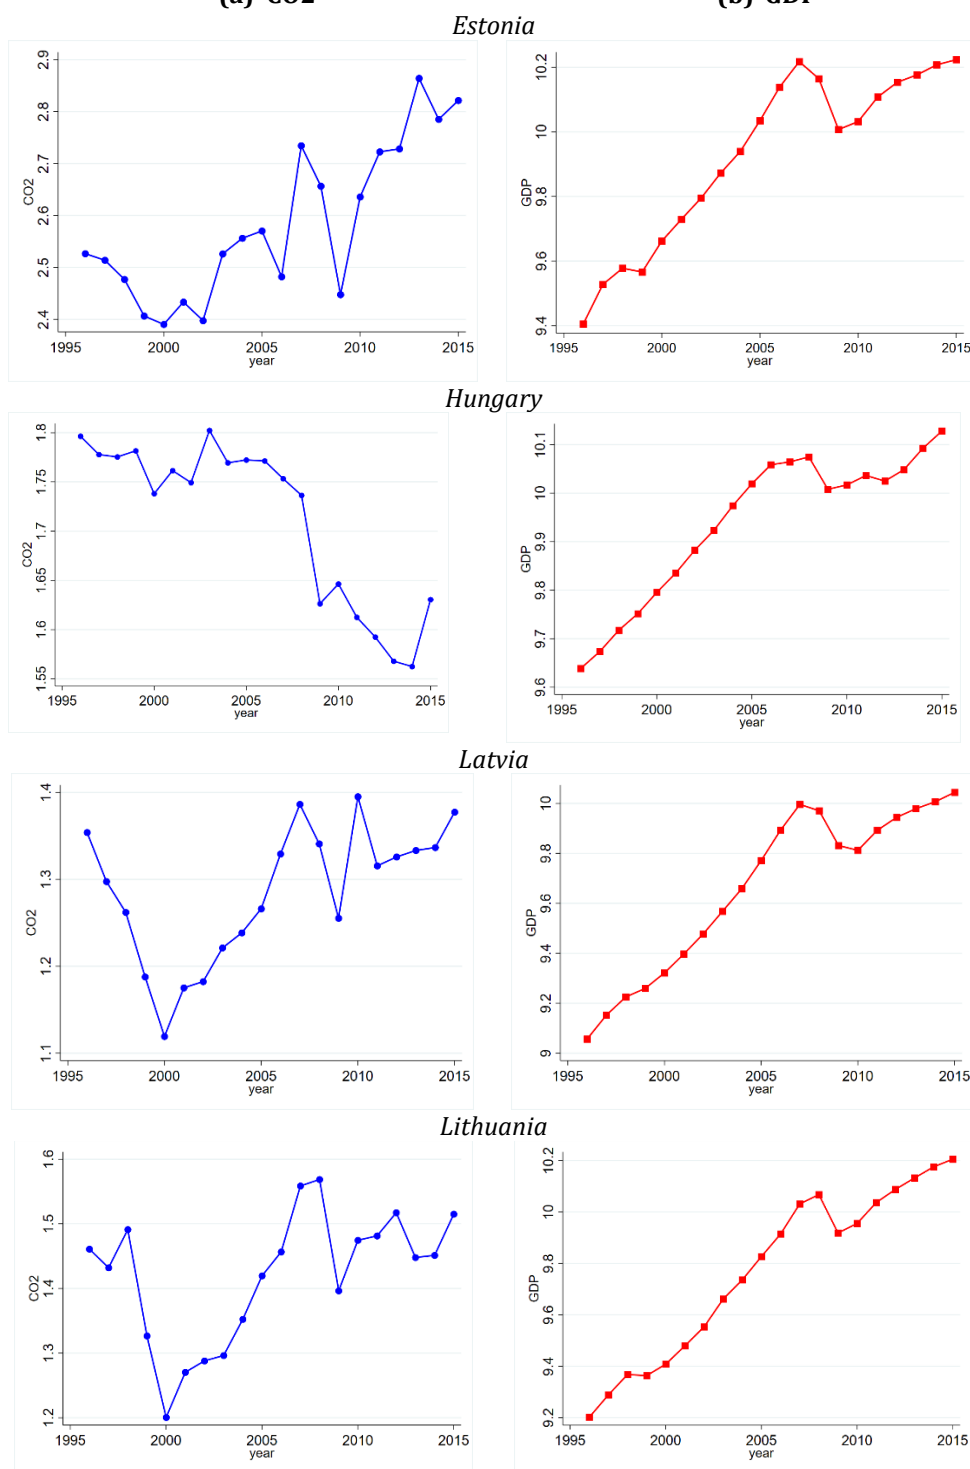 (a) CO2 (b) GDP
Estonia
2.9
2.8
2.7
2.6
2.5
2.4
CO2
1995 2000 2005 2010 2015
year
10.2
10
9.8
9.6
9.4
GDP
1995 2000 2005 2010 2015
year
Hungary
1.8
1.75
1.7
1.65
1.6
1.55
CO2
1995 2000 2005 2010 2015
year
10.1
10
9.9
9.8
9.7
9.6
GDP
1995 2000 2005 2010 2015
year
Latvia
1.4
1.3
1.2
1.1
CO2
1995 2000 2005 2010 2015
year
10
9.8
9.6
9.4
9.2
9
GDP
1995 2000 2005 2010 2015
year
Lithuania
1.6
1.5
1.4
1.3
1.2
CO2
1995 2000 2005 2010 2015
year
10.2
10
9.8
9.6
9.4
9.2
GDP
1995 2000 2005 2010 2015
year